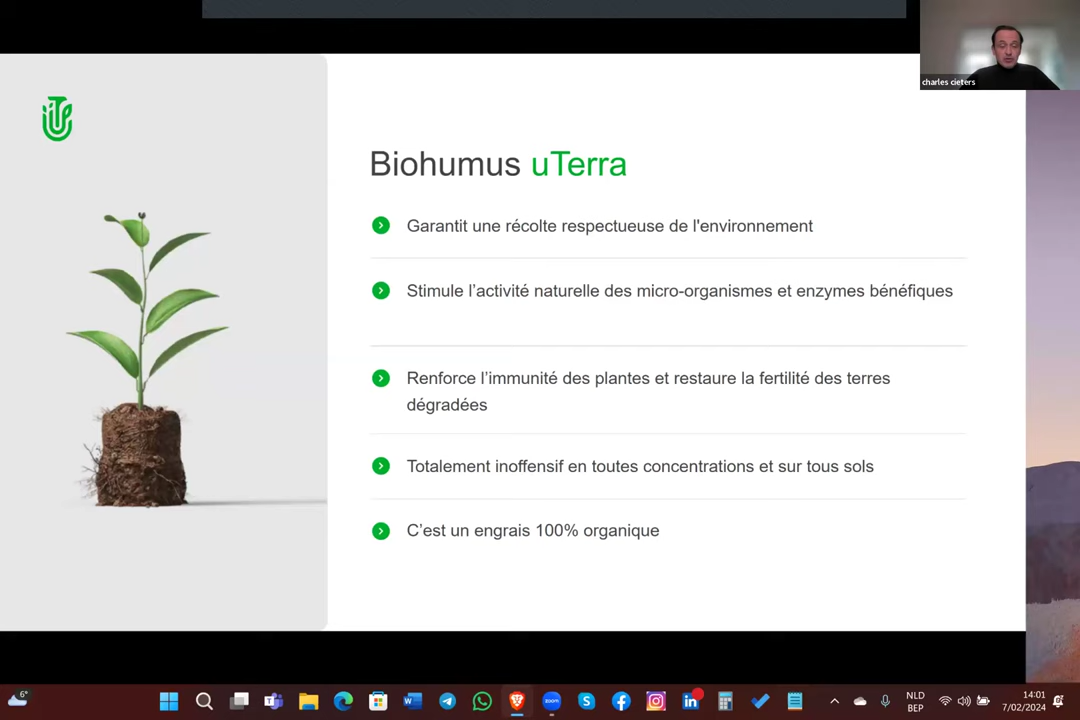 charles cieters
Biohumus uTerra
Garantit une récolte respectueuse de l'environnement
Stimule l’activité naturelle des micro-organismes et enzymes bénéfiques
Renforce l’immunité des plantes et restaure la fertilité des terres
dégradées
Totalement inoffensif en toutes concentrations et sur tous sols
C’est un engrais 100% organique
6°
zoom
NLD
BEP
14:01
7/02/2024